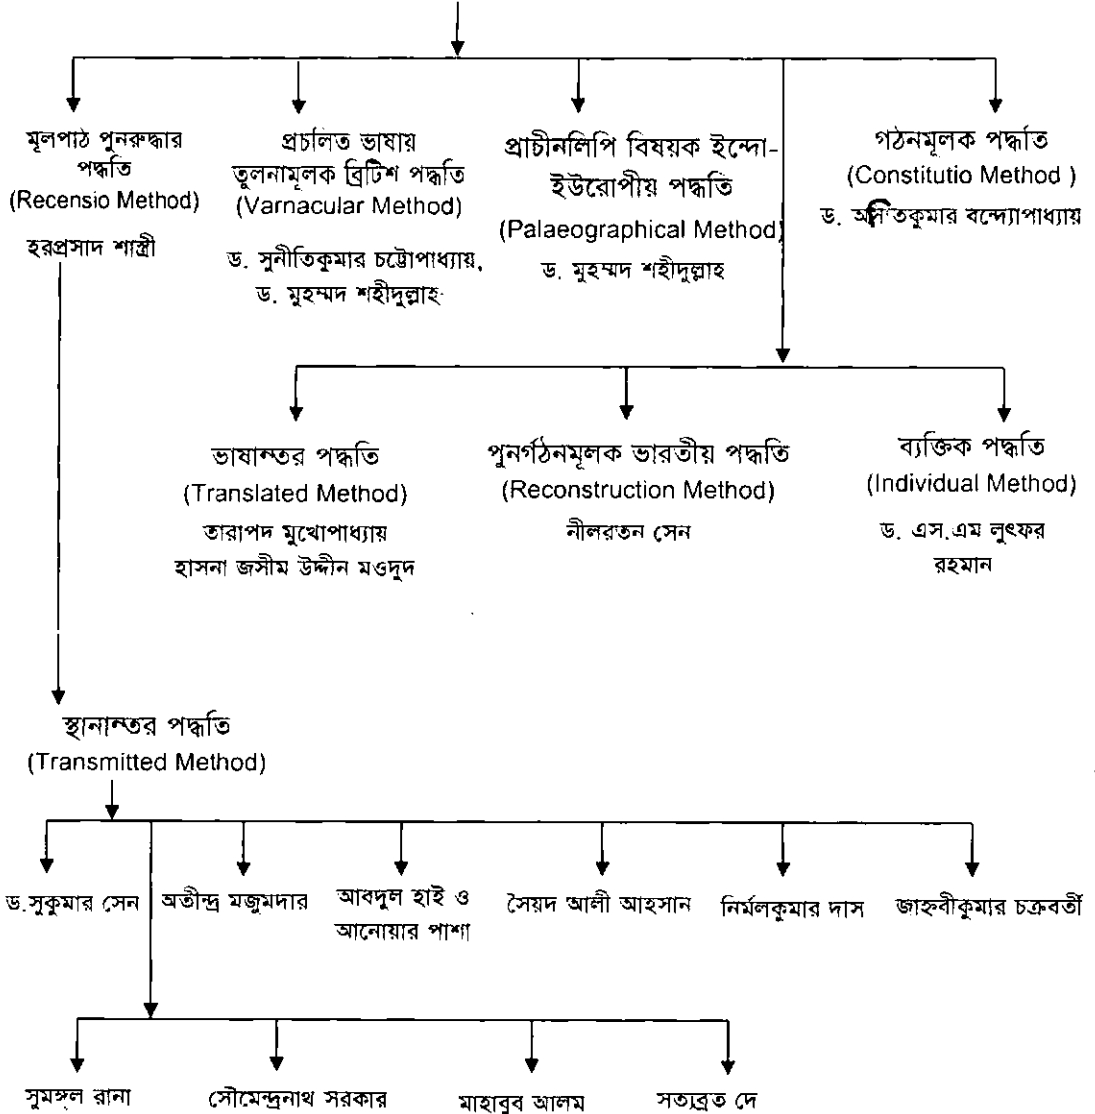 মূলপাঠ পুনরুদ্ধার
পদ্ধতি
(Recensio Method)
হরপ্রসাদ শাস্ত্রী
প্রচলিত ভাষায়
তুলনামূলক ব্রিটিশ পদ্ধতি
(Varnacular Method)
ড. সুনীতিকুমার চট্টোপাধ্যায়,
ড. মুহম্মদ শহীদুল্লাহ
প্রাচীনলিপি বিষয়ক ইন্দো-
ইউরোপীয় পদ্ধতি
(Palaeographical Method)
ড. মুহম্মদ শহীদুল্লাহ
গঠনমূলক পদ্ধতি
(Constitutio Method )
ড. অসিতকুমার বন্দ্যোপাধ্যায়
ভাষান্তর পদ্ধতি
(Translated Method)
তারাপদ মুখোপাধ্যায়
হাসনা জসীম উদ্দীন মওদুদ
পুনর্গঠনমূলক ভারতীয় পদ্ধতি
(Reconstruction Method)
নীলরতন সেন
ব্যক্তিক পদ্ধতি
(Individual Method)
ড. এস.এম লুৎফর
রহমান
স্থানান্তর পদ্ধতি
(Transmitted Method)
ড.সুকুমার সেন
অতীন্দ্র মজুমদার
আবদুল হাই ও
আনোয়ার পাশা
সৈয়দ আলী আহসান
নির্মলকুমার দাস
জাহ্নবীকুমার চক্রবর্তী
সুমঙ্গল রানা
সৌমেন্দ্রনাথ সরকার
মাহাবুব আলম
সত্যব্রত দে